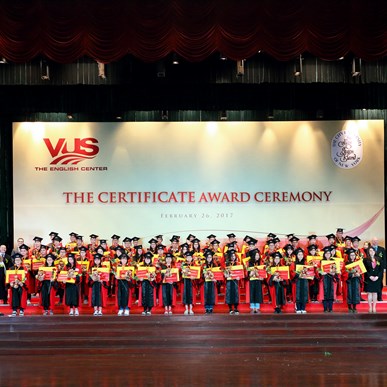 VUS
THE ENGLISH CENTER
THE CERTIFICATE AWARD CEREMONY
FEBRUARY 26, 2017